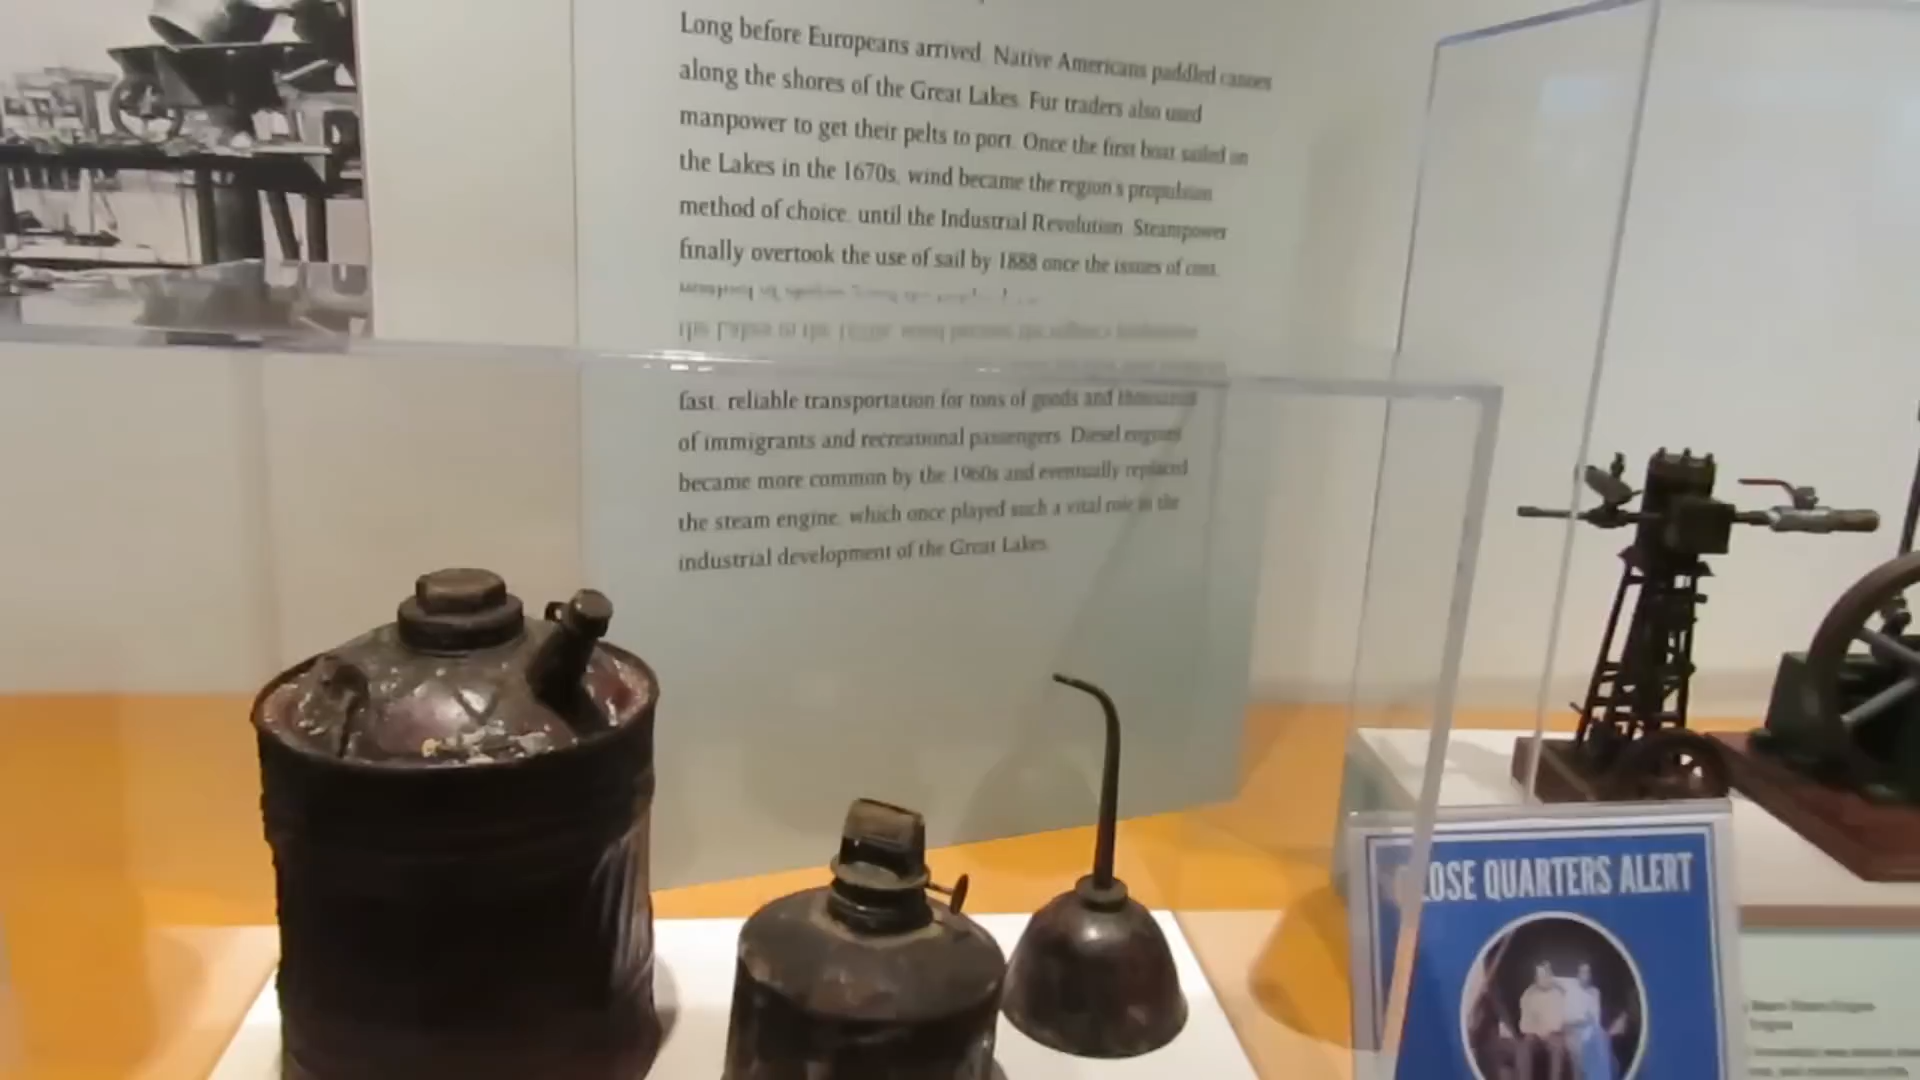 Long before Europeans arrived, Native Americans paddled canoes
along the shores of the Great Lakes. Fur traders also used
manpower to get their pelts to port. Once the first boat sailed on
the Lakes in the 1670s, wind became the region's propulsion
method of choice, until the Industrial Revolution. Steampower
finally overtook the use of sail by 1888 once the issues of cost,
fast, reliable transportation for tons of goods and thousands
of immigrants and recreational passengers. Diesel engines
became more common by the 1960s and eventually replaced
the steam engine, which once played such a vital role in the
industrial development of the Great Lakes.
LOSE QUARTERS ALERT